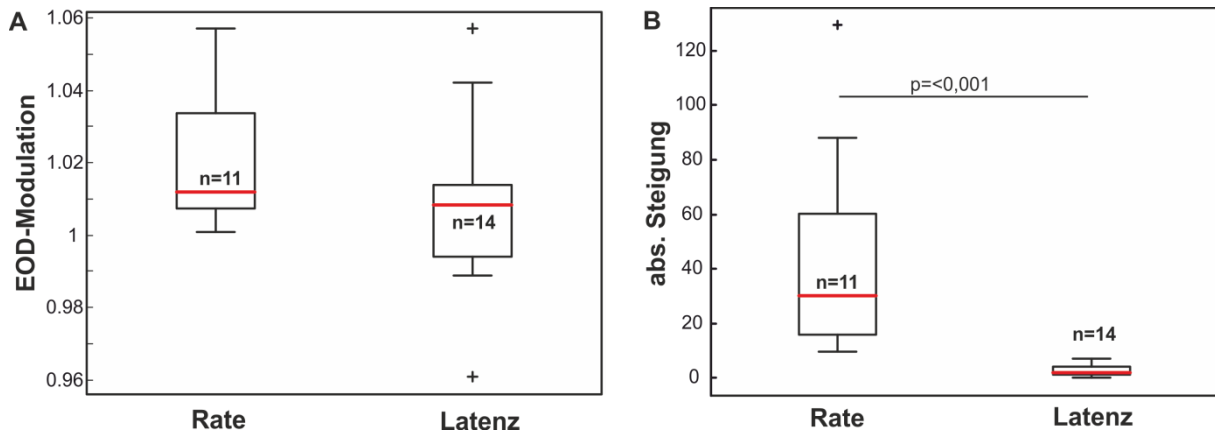 A
EOD-Modulation
1.06
1.04
1.02
1
0.98
0.96
n=11
n=14
Rate
Latenz
B
abs. Steigung
120
100
80
60
40
20
0
p=<0,001
n=11
n=14
Rate
Latenz